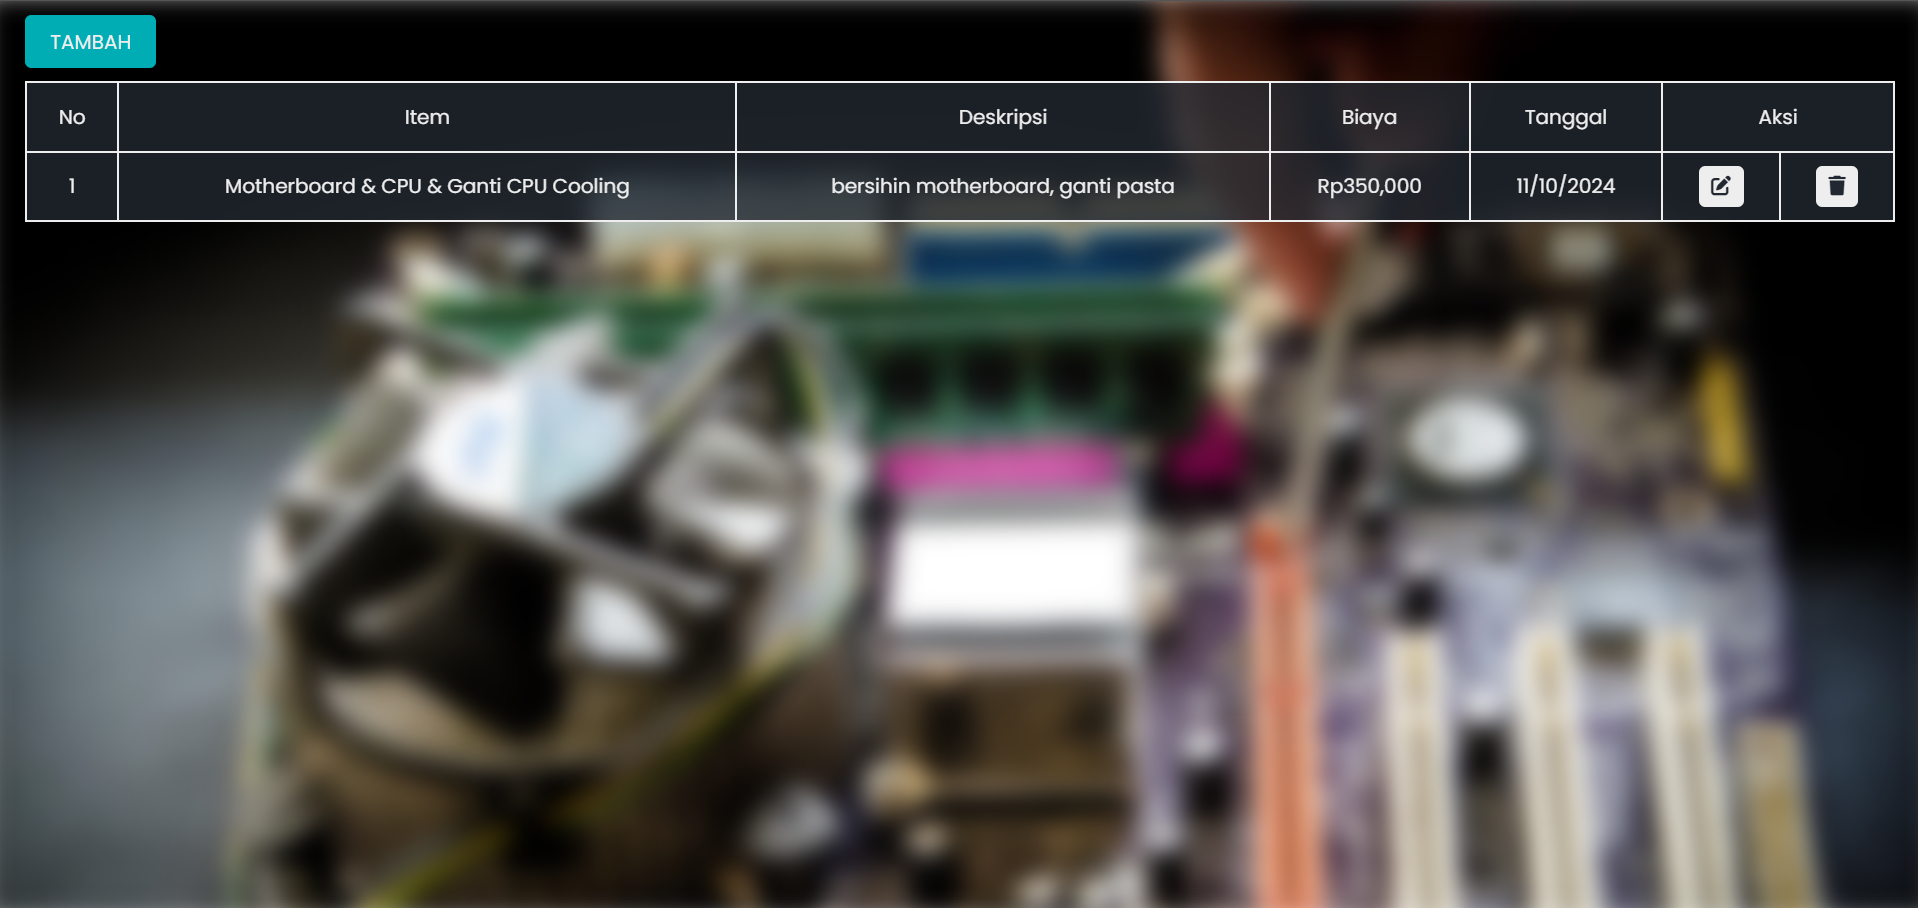 TAMBAH
No Item Deskripsi Biaya Tanggal Aksi
1 Motherboard & CPU & Ganti CPU Cooling bersihin motherboard, ganti pasta Rp350,000 11/10/2024